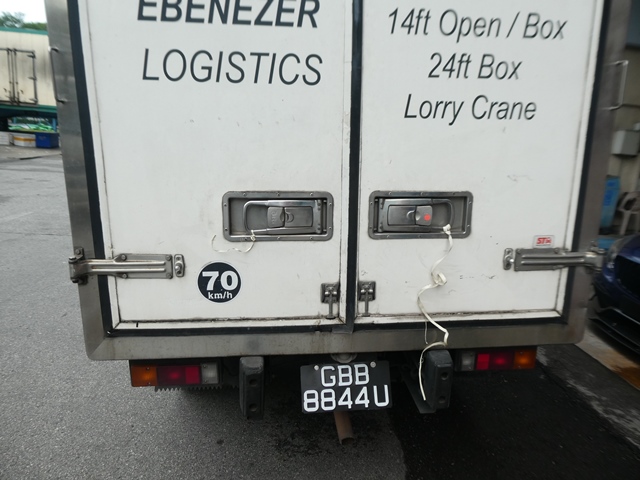 EBENEZER
LOGISTICS
14ft Open / Box
24ft Box
Lorry Crane
70
km/h
GBB
8844U